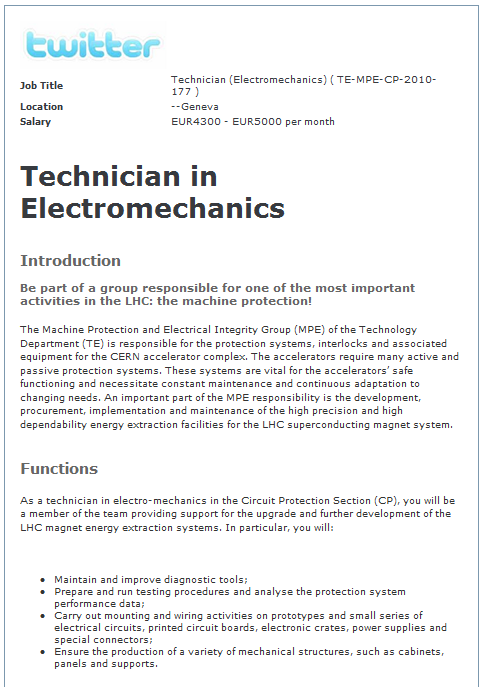 twitter
Job Title Technician (Electromechanics) ( TE-MPE-CP-2010-
177 )
Location --Geneva
Salary EUR4300 - EUR5000 per month
Technician in
Electromechanics
Introduction
Be part of a group responsible for one of the most important
activities in the LHC: the machine protection!
The Machine Protection and Electrical Integrity Group (MPE) of the Technology
Department (TE) is responsible for the protection systems, interlocks and associated
equipment for the CERN accelerator complex. The accelerators require many active and
passive protection systems. These systems are vital for the accelerators’ safe
functioning and necessitate constant maintenance and continuous adaptation to
changing needs. An important part of the MPE responsibility is the development,
procurement, implementation and maintenance of the high precision and high
dependability energy extraction facilities for the LHC superconducting magnet system.
Functions
As a technician in electro-mechanics in the Circuit Protection Section (CP), you will be
a member of the team providing support for the upgrade and further development of the
LHC magnet energy extraction systems. In particular, you will:
• Maintain and improve diagnostic tools;
• Prepare and run testing procedures and analyse the protection system
performance data;
• Carry out mounting and wiring activities on prototypes and small series of
electrical circuits, printed circuit boards, electronic crates, power supplies and
special connectors;
• Ensure the production of a variety of mechanical structures, such as cabinets,
panels and supports.